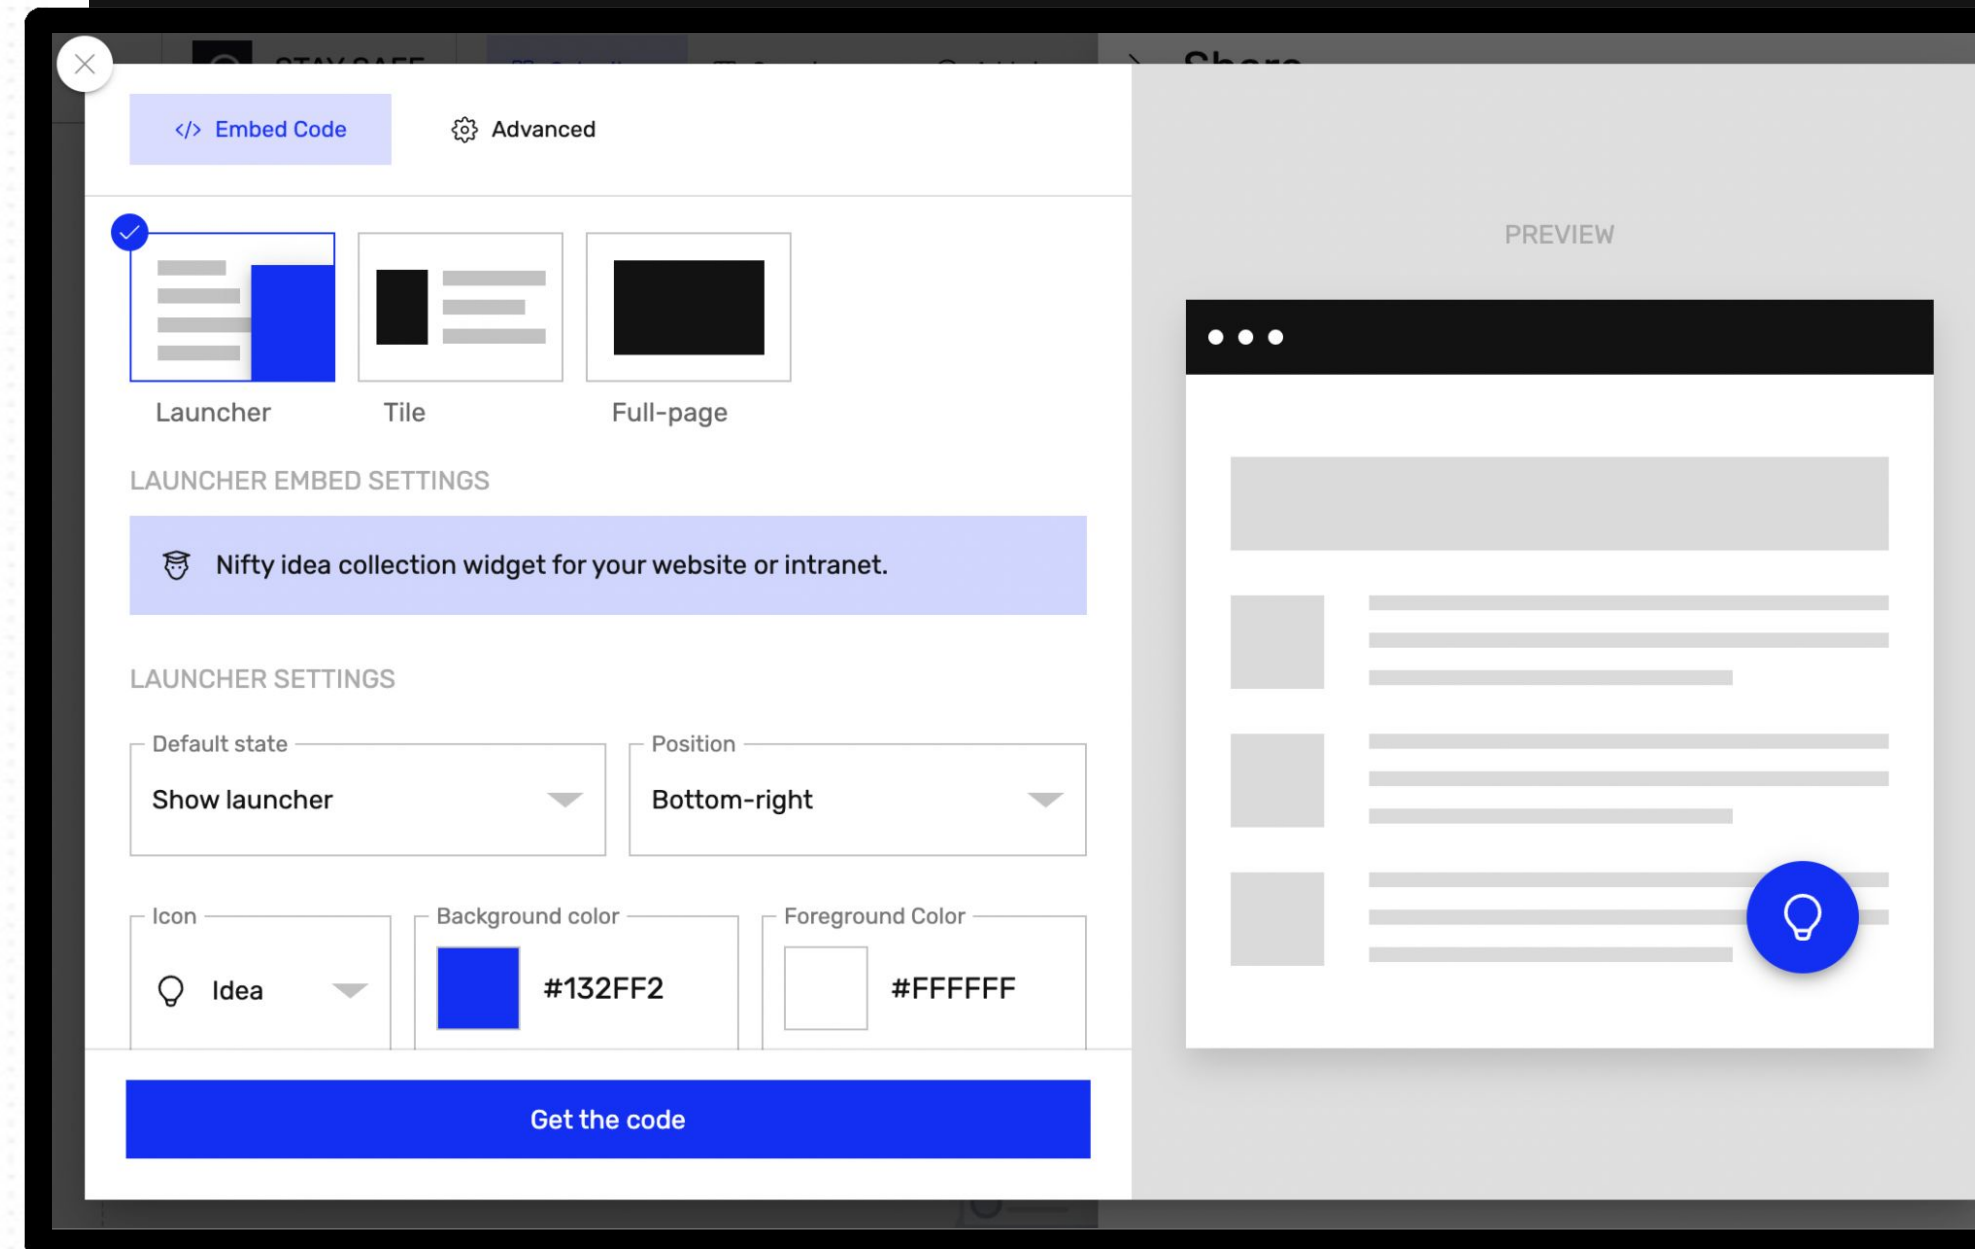 Embed Code
Advanced
Launcher
Tile
Full-page
LAUNCHER EMBED SETTINGS
Nifty idea collection widget for your website or intranet.
LAUNCHER SETTINGS
Default state
Position
Show launcher
Bottom-right
Icon
Background color
Foreground Color
Idea
#132FF2
#FFFFFF
Get the code
PREVIEW